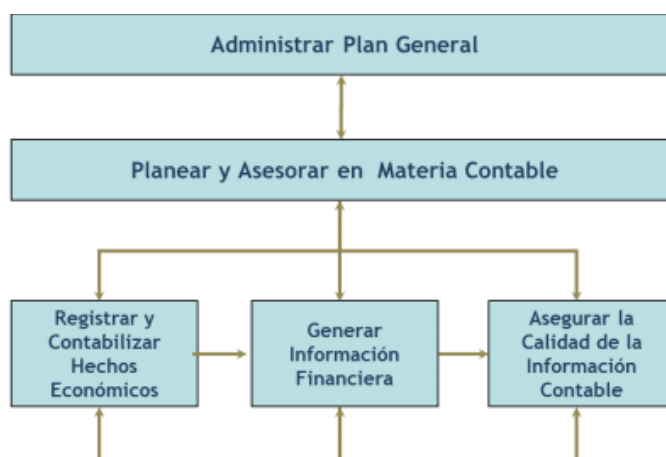 Administrar Plan General
Planear y Asesorar en Materia Contable
Registrar y
Contabilizar
Hechos
Económicos
Generar
Información
Financiera
Asegurar la
Calidad de la
Información
Contable